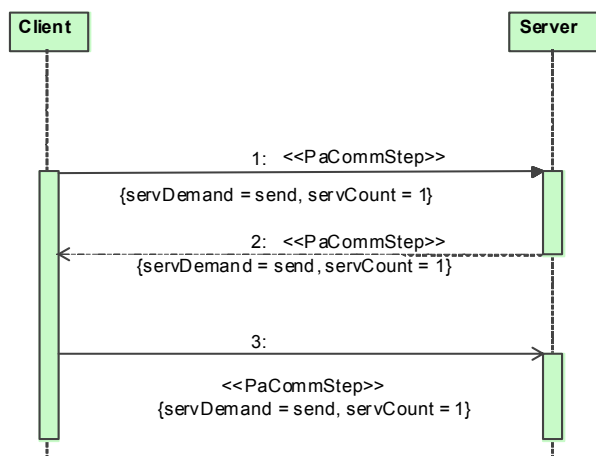 Client
Server
1: <<PaCommStep>>
{servDemand = send, servCount = 1}
2: <<PaCommStep>>
{servDemand = send, servCount = 1}
3:
<<PaCommStep>>
{servDemand = send, servCount = 1}